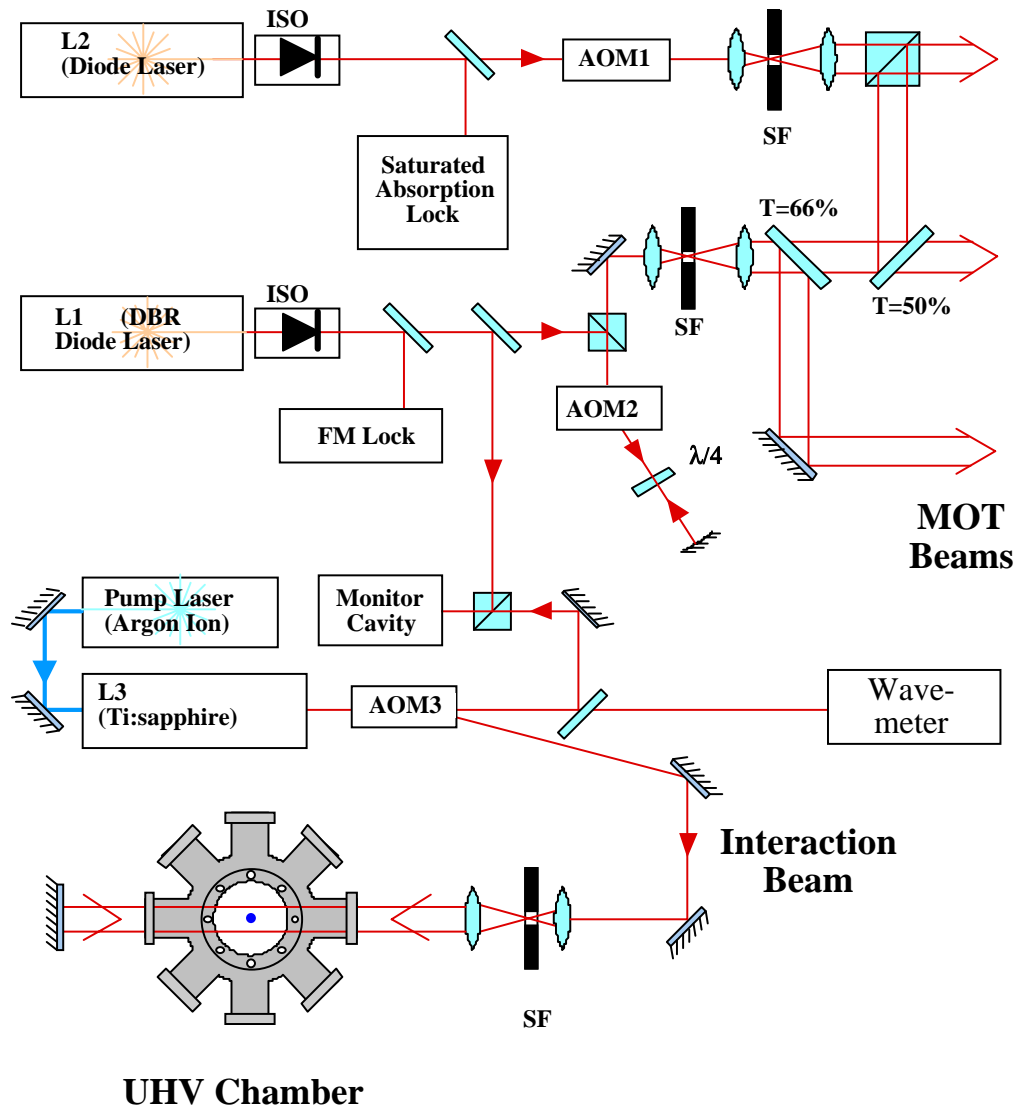 ISO
L2
(Diode Laser)
AOM1
SF
Saturated
Absorption
Lock
T=66%
ISO
L1 (DBR
Diode Laser)
SF
T=50%
AOM2
FM Lock
λ/4
MOT
Beams
Pump Laser
(Argon Ion)
Monitor
Cavity
L3
(Ti:sapphire)
AOM3
Wave-
meter
Interaction
Beam
SF
UHV Chamber